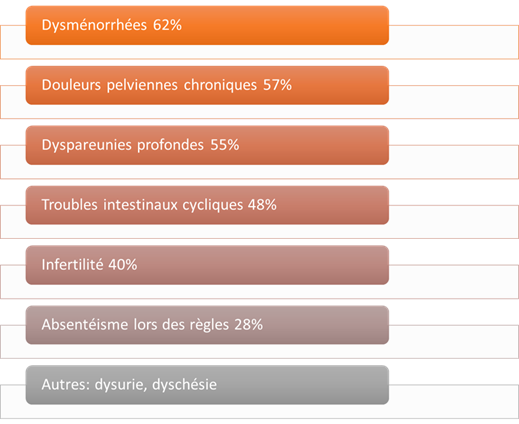 Dysménorrhées 62%
Douleurs pelviennes chroniques 57%
Dyspareunies profondes 55%
Troubles intestinaux cycliques 48%
Infertilité 40%
Absentéisme lors des règles 28%
Autres: dysurie, dyschésie